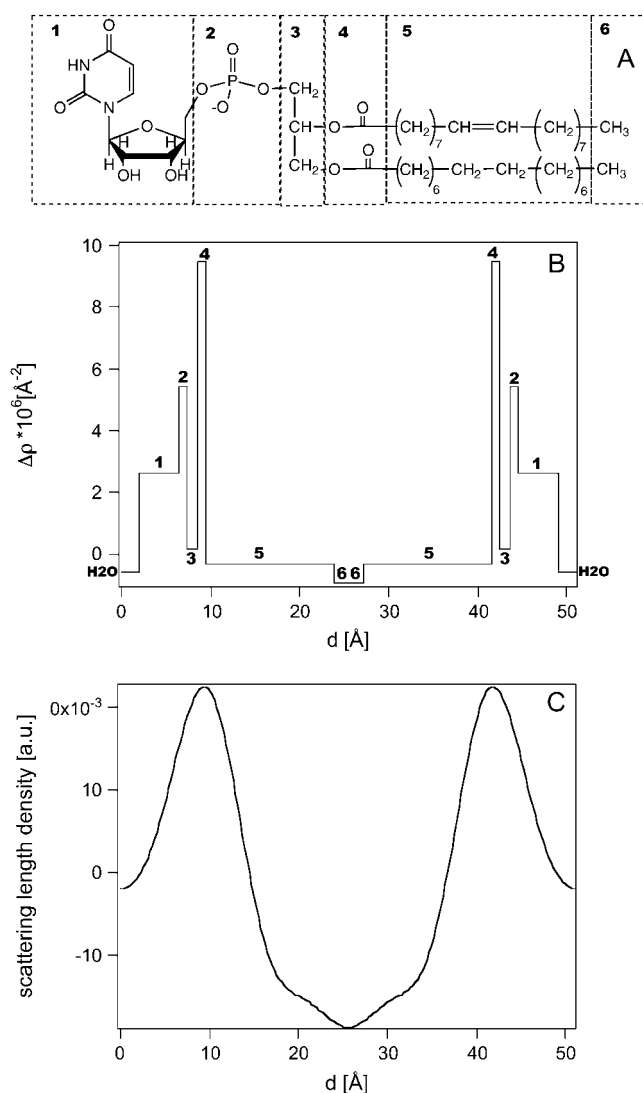 1 2 3 4 5 6
A
O
NH
O N
O
O P O
-O
O
H H
H H
OH OH
CH2
CH O
CH2 O
O
C (CH2)7 CH=CH (CH2)7 CH3
O
C (CH2)6 CH2 CH2 (CH2)6 CH3
B
10
8
6
4
2
0
Δρ *10⁶[Å⁻²]
4 4
2 2
1 1
3 3
5 5
6 6
H2O H2O
0 10 20 30 40 50
d [Å]
C
0x10⁻³
10
0
-10
scattering length density [a.u.]
0 10 20 30 40 50
d [Å]